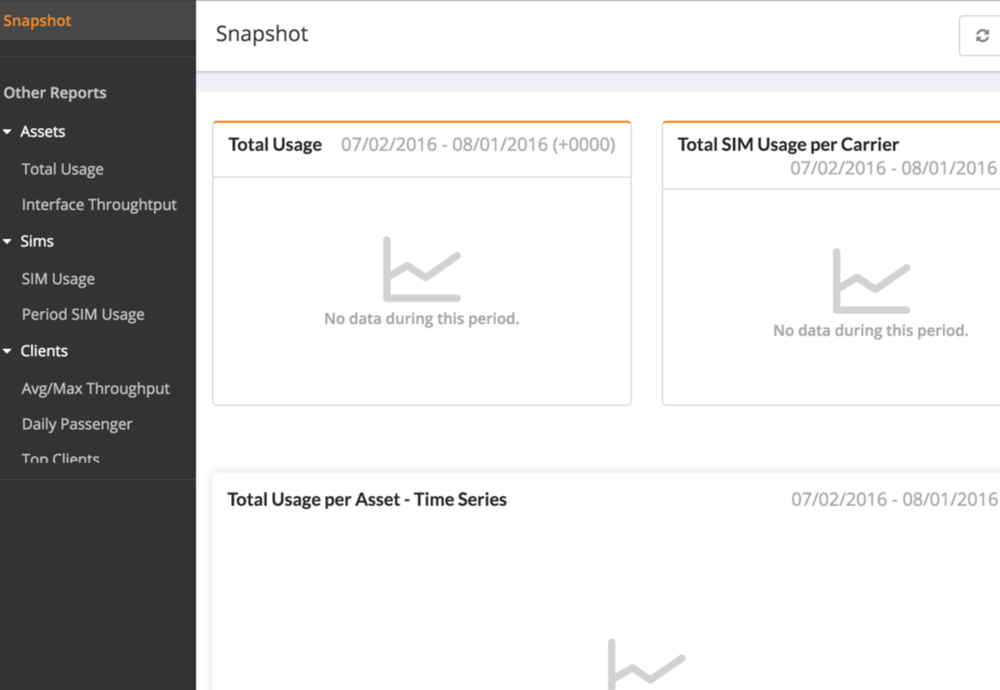 Snapshot
Other Reports
Assets
Total Usage
Interface Throughtput
Sims
SIM Usage
Period SIM Usage
Clients
Avg/Max Throughput
Daily Passenger
Top Clients
Snapshot
Total Usage 07/02/2016 - 08/01/2016 (+0000)
No data during this period.
Total SIM Usage per Carrier
07/02/2016 - 08/01/2016
No data during this period.
Total Usage per Asset - Time Series 07/02/2016 - 08/01/2016